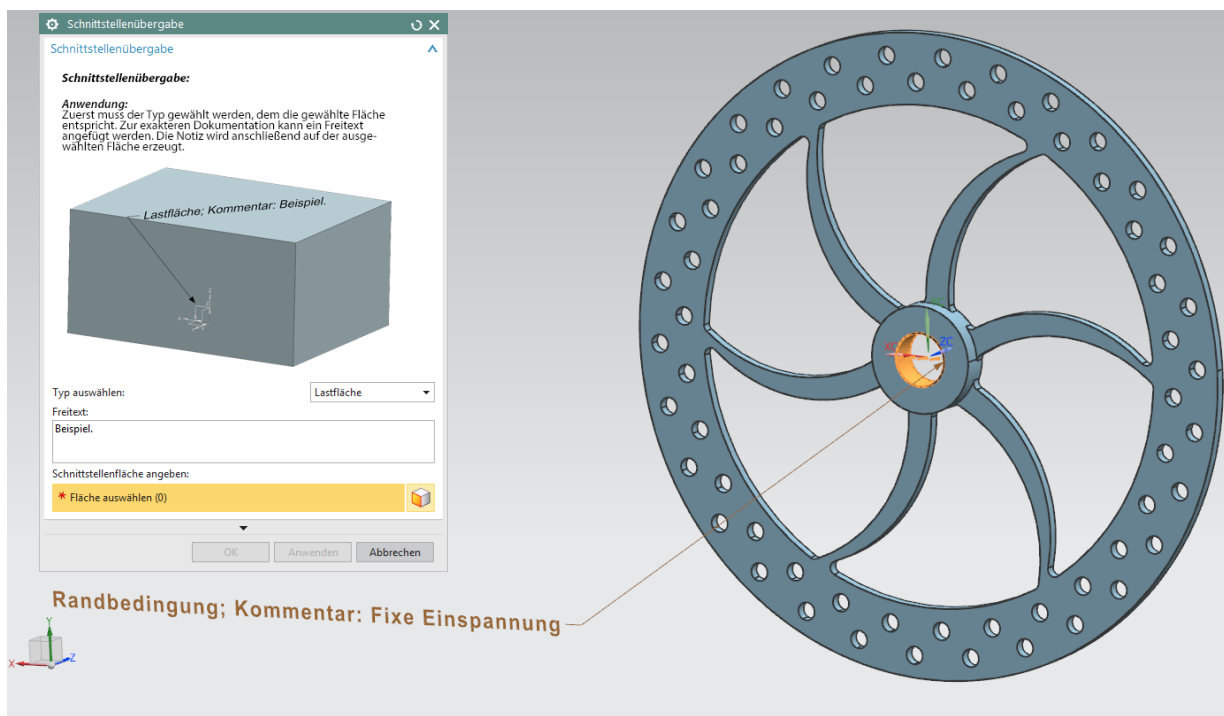 Schnittstellenübergabe
Schnittstellenübergabe
Schnittstellenübergabe:
Anwendung:
Zuerst muss der Typ gewählt werden, dem die gewählte Fläche
entspricht. Zur exakteren Dokumentation kann ein Freitext
angefügt werden. Die Notiz wird anschließend auf der ausge-
wählten Fläche erzeugt.
Lastfläche; Kommentar: Beispiel.
Typ auswählen: Lastfläche
Freitext:
Beispiel.
Schnittstellenfläche angeben:
* Fläche auswählen (0)
OK Anwenden Abbrechen
Randbedingung; Kommentar: Fixe Einspannung
XC ZC
Y
X Z